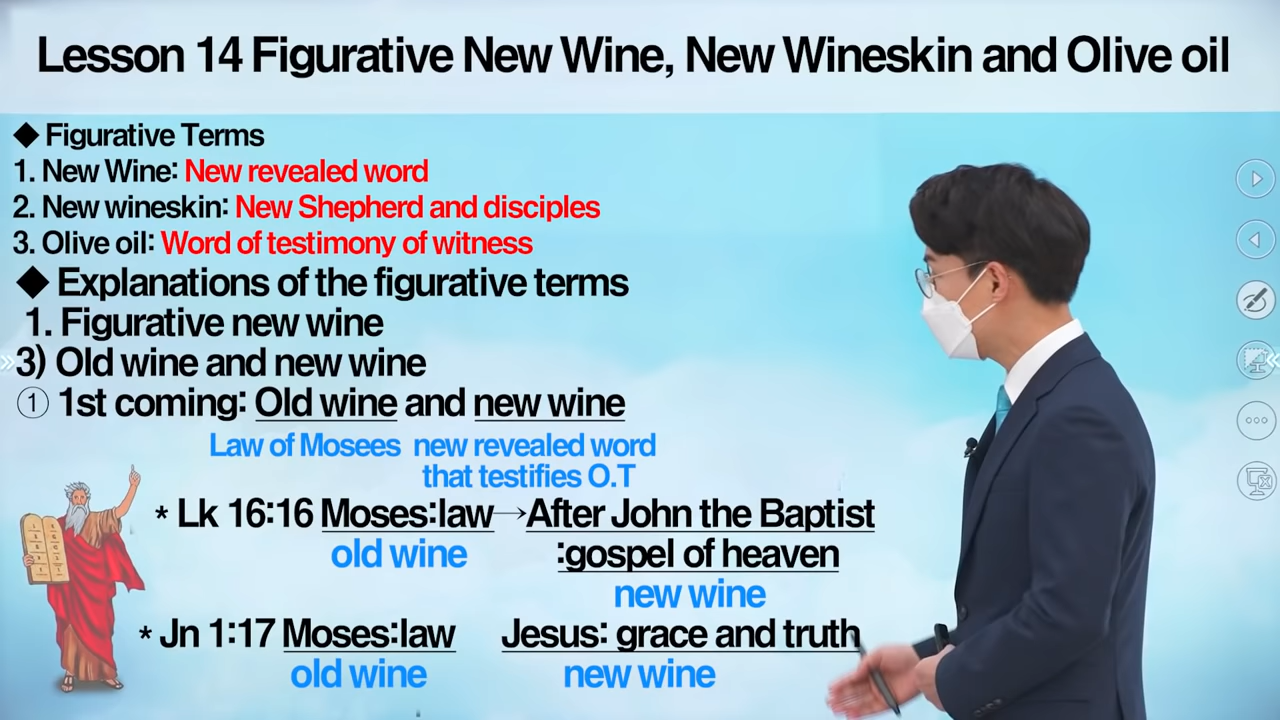 Lesson 14 Figurative New Wine, New Wineskin and Olive oil
◆ Figurative Terms
1. New Wine: New revealed word
2. New wineskin: New Shepherd and disciples
3. Olive oil: Word of testimony of witness
◆ Explanations of the figurative terms
1. Figurative new wine
3) Old wine and new wine
① 1st coming: Old wine and new wine
Law of Mosees new revealed word
that testifies O.T
* Lk 16:16 Moses:law→After John the Baptist
old wine :gospel of heaven
new wine
* Jn 1:17 Moses:law Jesus: grace and truth
old wine new wine